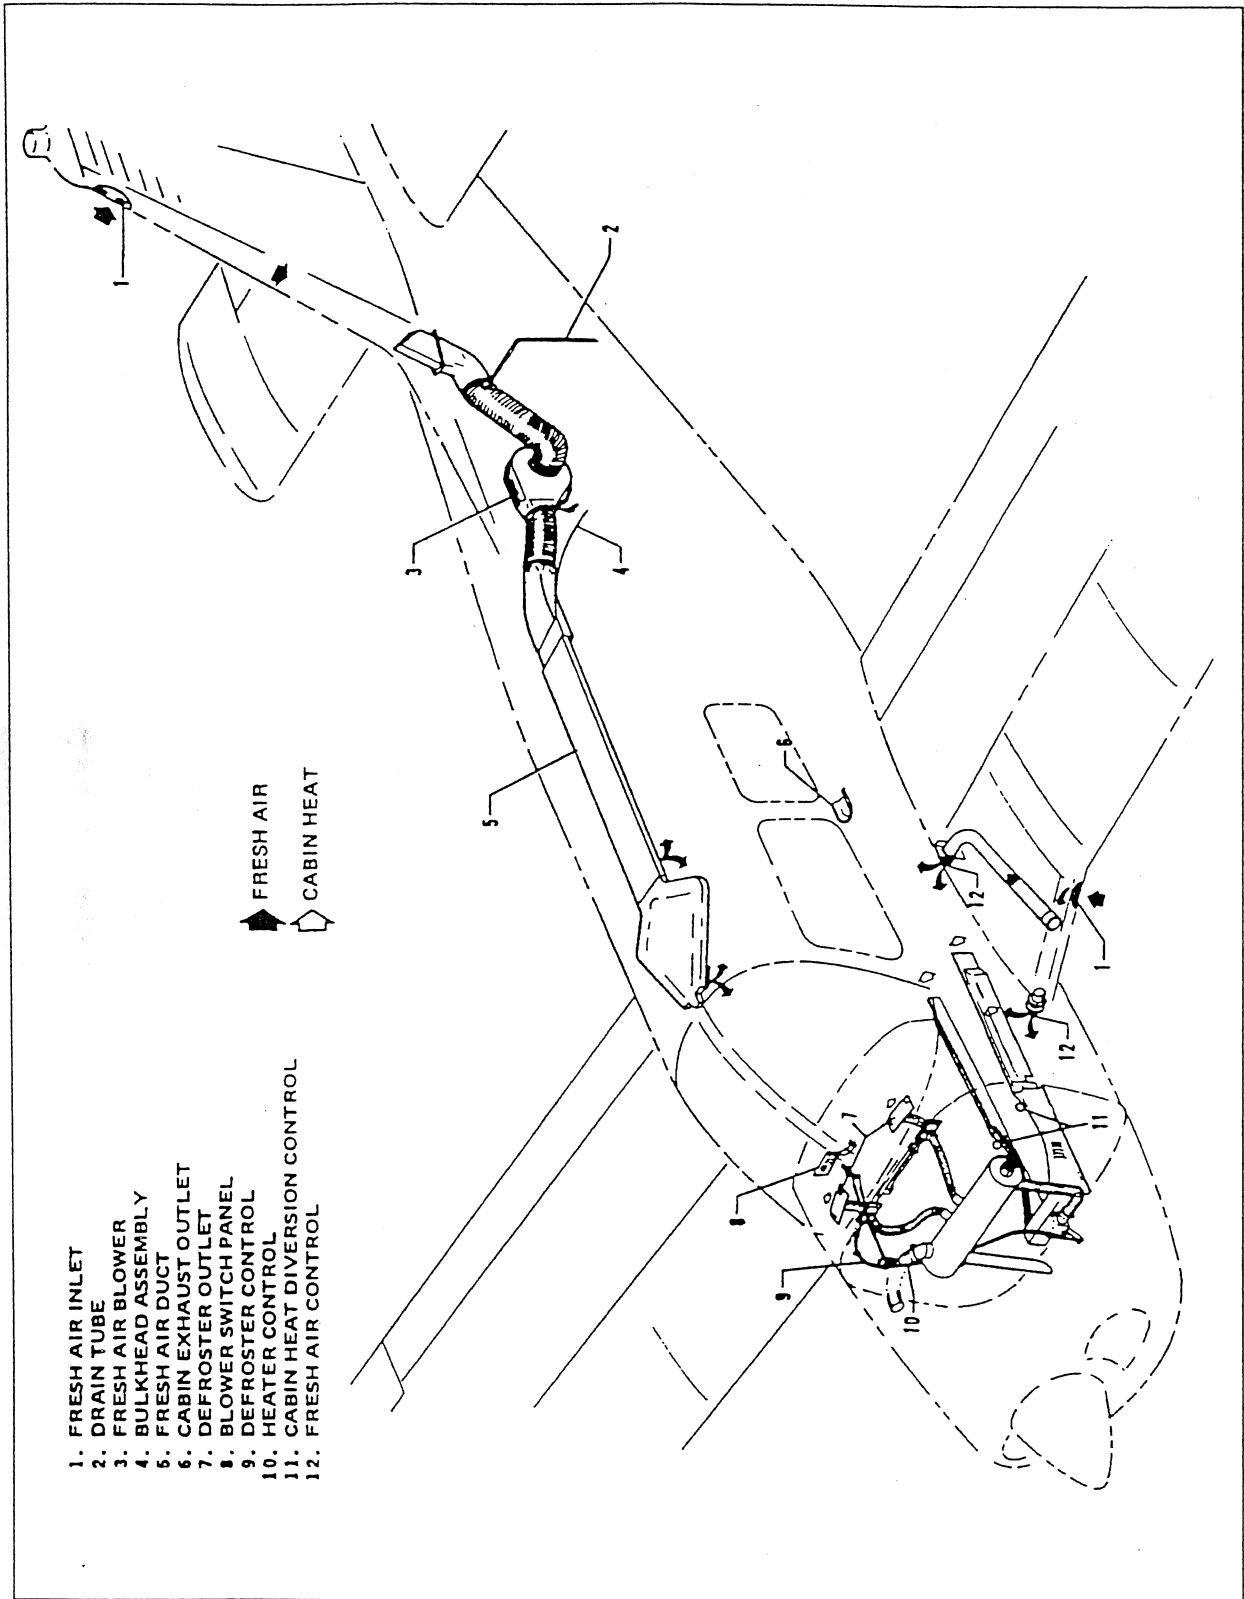 1. FRESH AIR INLET
2. DRAIN TUBE
3. FRESH AIR BLOWER
4. BULKHEAD ASSEMBLY
5. FRESH AIR DUCT
6. CABIN EXHAUST OUTLET
7. DEFROSTER OUTLET
8. BLOWER SWITCH PANEL
9. DEFROSTER CONTROL
10. HEATER CONTROL
11. CABIN HEAT DIVERSION CONTROL
12. FRESH AIR CONTROL
FRESH AIR
CABIN HEAT
1
2
3
4
5
6
7
8
9
10
11
12
12
1